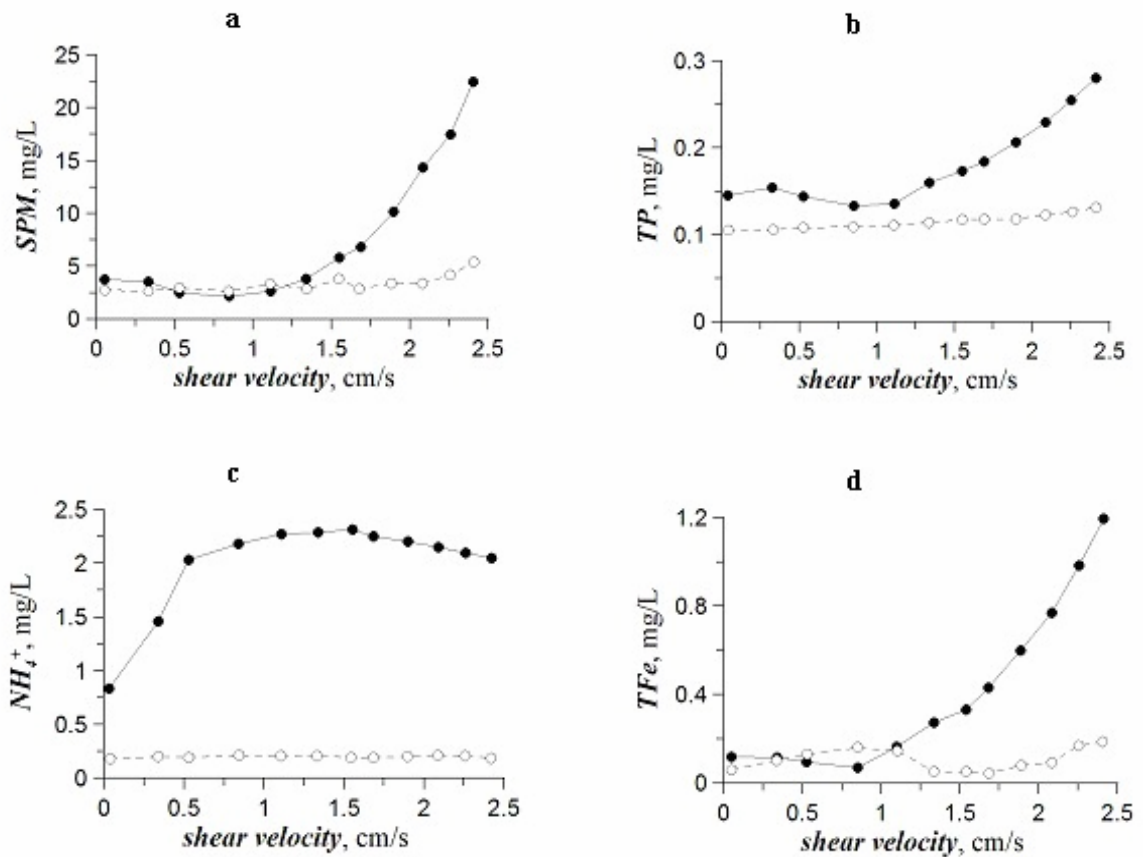 a
25
20
15
10
5
0
SPM, mg/L
0 0.5 1 1.5 2 2.5
shear velocity, cm/s
b
0.3
0.2
0.1
0
TP, mg/L
0 0.5 1 1.5 2 2.5
shear velocity, cm/s
c
2.5
2
1.5
1
0.5
0
NH₄⁺, mg/L
0 0.5 1 1.5 2 2.5
shear velocity, cm/s
d
1.2
0.8
0.4
0
TFe, mg/L
0 0.5 1 1.5 2 2.5
shear velocity, cm/s